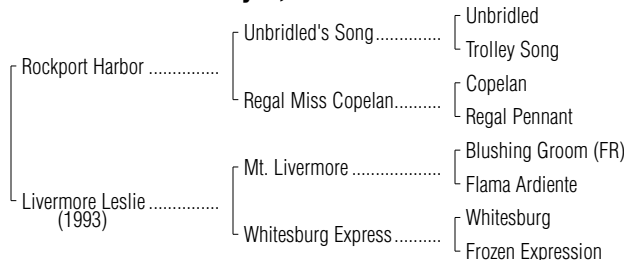 Unbridled
Unbridled's Song..............
Trolley Song
Rockport Harbor ...............
Copelan
Regal Miss Copelan..........
Regal Pennant
Blushing Groom (FR)
Mt. Livermore ...................
Flama Ardiente
Livermore Leslie ...............
(1993)
Whitesburg
Whitesburg Express..........
Frozen Expression